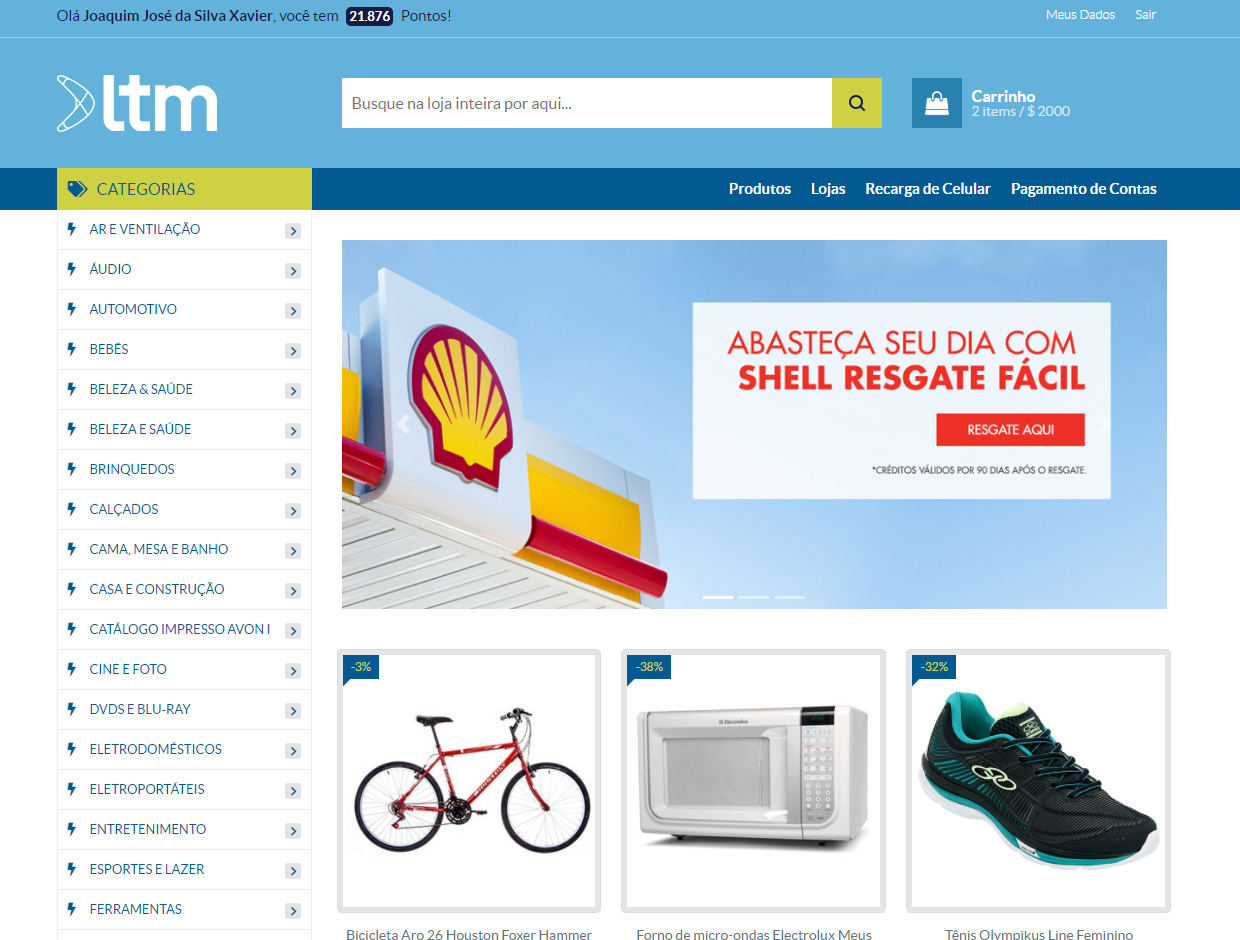 Olá Joaquim José da Silva Xavier, você tem 21.876 Pontos!
Meus Dados Sair
ltm
Busque na loja inteira por aqui...
Carrinho
2 items / $ 2000
CATEGORIAS
Produtos Lojas Recarga de Celular Pagamento de Contas
AR E VENTILAÇÃO
ÁUDIO
AUTOMOTIVO
BEBÊS
BELEZA & SAÚDE
BELEZA E SAÚDE
BRINQUEDOS
CALÇADOS
CAMA, MESA E BANHO
CASA E CONSTRUÇÃO
CATÁLOGO IMPRESSO AVON I
CINE E FOTO
DVDS E BLU-RAY
ELETRODOMÉSTICOS
ELETROPORTÁTEIS
ENTRETENIMENTO
ESPORTES E LAZER
FERRAMENTAS
ABASTEÇA SEU DIA COM
SHELL RESGATE FÁCIL
RESGATE AQUI
*CRÉDITOS VÁLIDOS POR 90 DIAS APÓS O RESGATE.
-3%
HOUSTON
Bicicleta Aro 26 Houston Foxer Hammer
-38%
Electrolux
Forno de micro-ondas Electrolux Meus
-32%
Tênis Olympikus Line Feminino